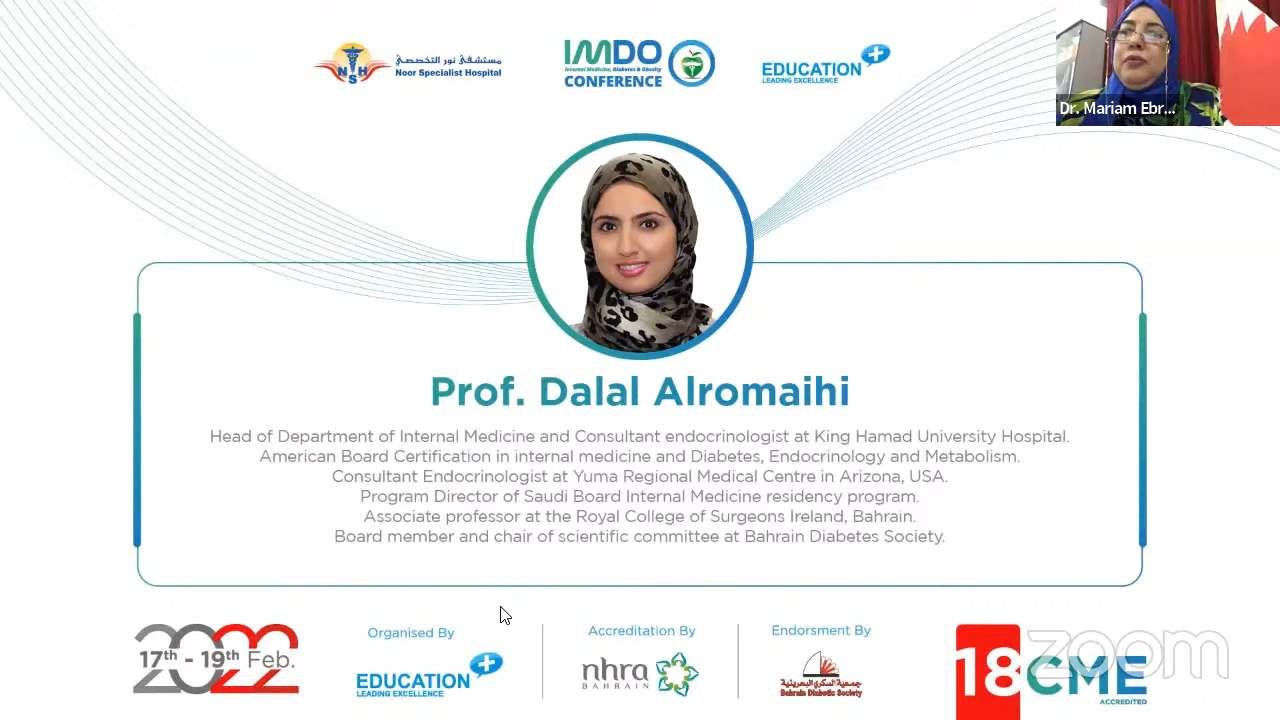 NSH
مستشفى نور التخصصي
Noor Specialist Hospital
IMDO
Internal Medicine, Diabetes & Obesity
CONFERENCE
EDUCATION
LEADING EXCELLENCE
Dr. Mariam Ebr...
Prof. Dalal Alromaihi
Head of Department of Internal Medicine and Consultant endocrinologist at King Hamad University Hospital.
American Board Certification in internal medicine and Diabetes, Endocrinology and Metabolism.
Consultant Endocrinologist at Yuma Regional Medical Centre in Arizona, USA.
Program Director of Saudi Board Internal Medicine residency program.
Associate professor at the Royal College of Surgeons Ireland, Bahrain.
Board member and chair of scientific committee at Bahrain Diabetes Society.
2022
17th - 19th Feb.
Organised By
EDUCATION
LEADING EXCELLENCE
Accreditation By
nhra
BAHRAIN
Endorsment By
جمعية السكري البحرينية
Bahrain Diabetic Society
18 CME
ACCREDITED
zoom